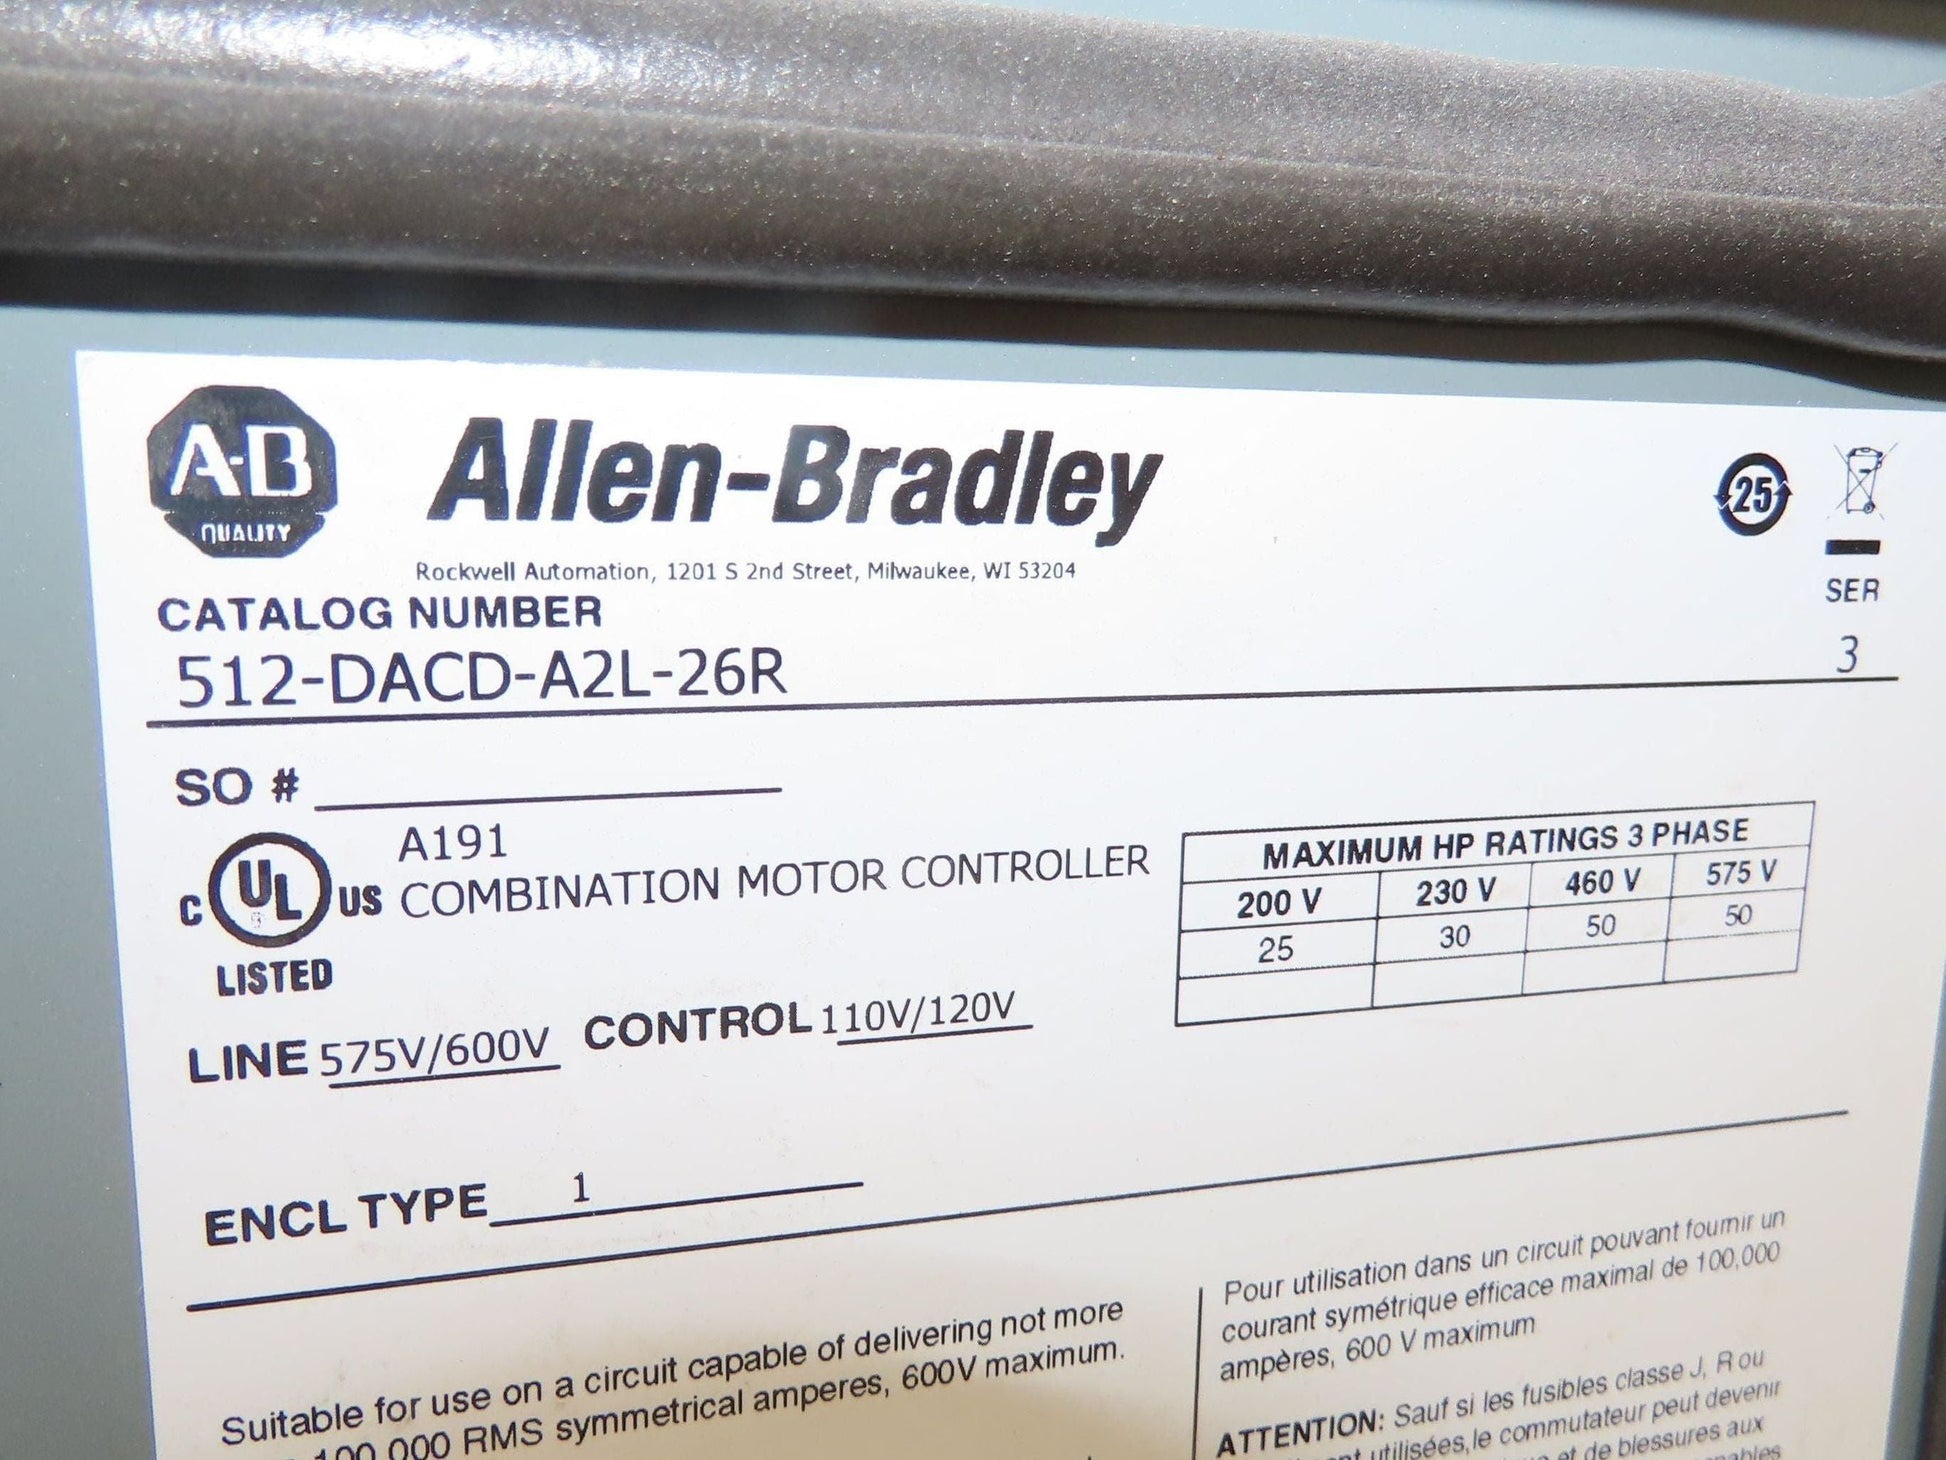 A-B
QUALITY
Allen-Bradley
Rockwell Automation, 1201 S 2nd Street, Milwaukee, WI 53204
25
SER
CATALOG NUMBER
512-DACD-A2L-26R
3
SO #
A191
C UL US
COMBINATION MOTOR CONTROLLER
LISTED
MAXIMUM HP RATINGS 3 PHASE
200 V 230 V 460 V 575 V
25 30 50 50
LINE 575V/600V CONTROL 110V/120V
ENCL TYPE 1
Suitable for use on a circuit capable of delivering not more
100,000 RMS symmetrical amperes, 600V maximum.
Pour utilisation dans un circuit pouvant fournir un
courant symétrique efficace maximal de 100,000
ampères, 600 V maximum
ATTENTION: Sauf si les fusibles classe J, R ou
utilisées, le commutateur peut devenir
et de blessures aux